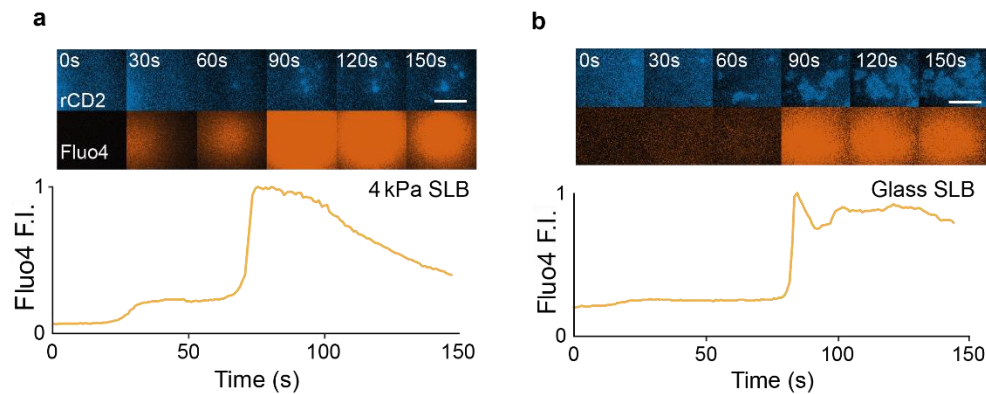 a
0s 30s 60s 90s 120s 150s
rCD2
Fluo4
4 kPa SLB
1
0
Fluo4 F.I.
0 50 100 150
Time (s)
b
0s 30s 60s 90s 120s 150s
Glass SLB
1
0
Fluo4 F.I.
0 50 100 150
Time (s)